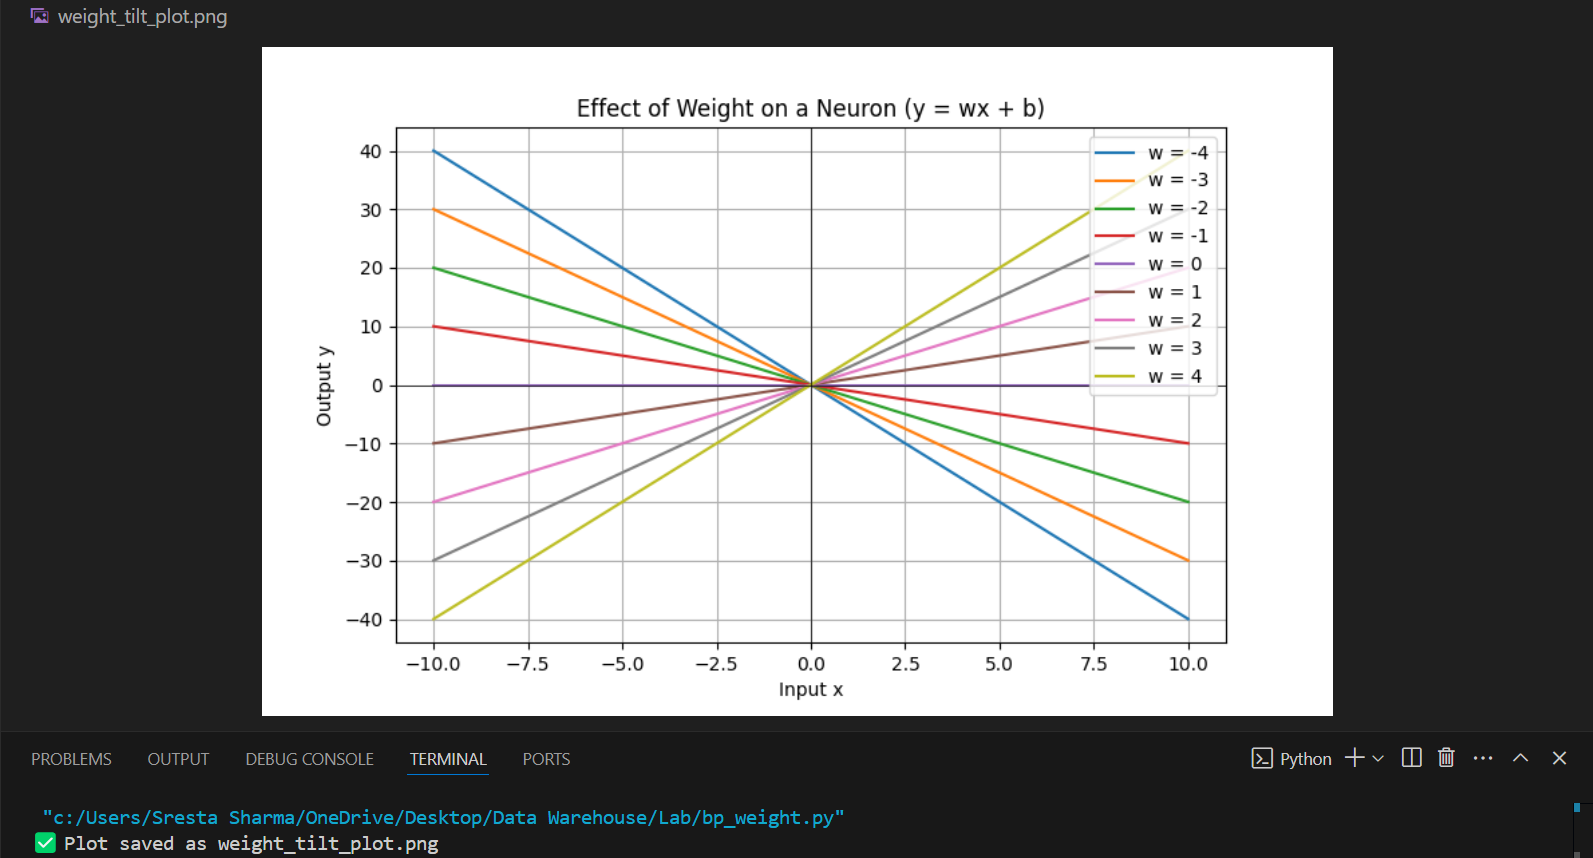 weight_tilt_plot.png
Effect of Weight on a Neuron (y = wx + b)
40
30
20
10
0
−10
−20
−30
−40
Output y
w = -4
w = -3
w = -2
w = -1
w = 0
w = 1
w = 2
w = 3
w = 4
−10.0 −7.5 −5.0 −2.5 0.0 2.5 5.0 7.5 10.0
Input x
PROBLEMS OUTPUT DEBUG CONSOLE TERMINAL PORTS Python
"c:/Users/Sresta Sharma/OneDrive/Desktop/Data Warehouse/Lab/bp_weight.py"
✅ Plot saved as weight_tilt_plot.png